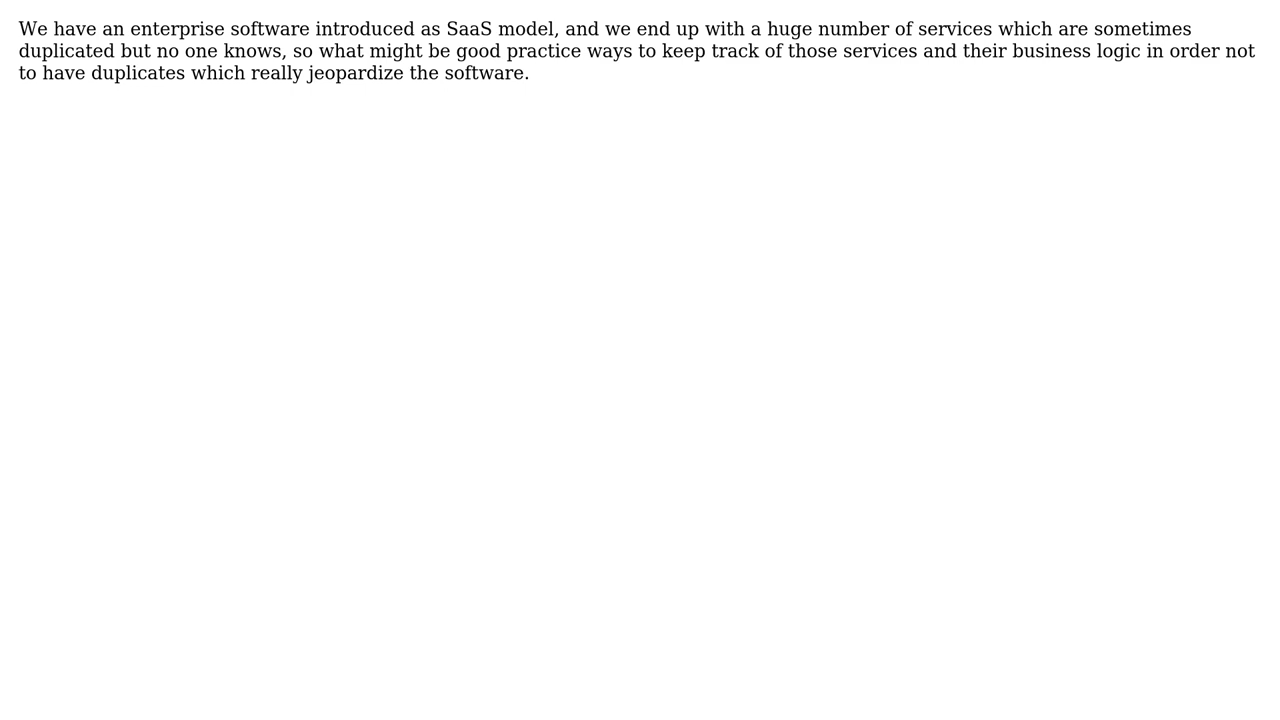 We have an enterprise software introduced as SaaS model, and we end up with a huge number of services which are sometimes
duplicated but no one knows, so what might be good practice ways to keep track of those services and their business logic in order not
to have duplicates which really jeopardize the software.